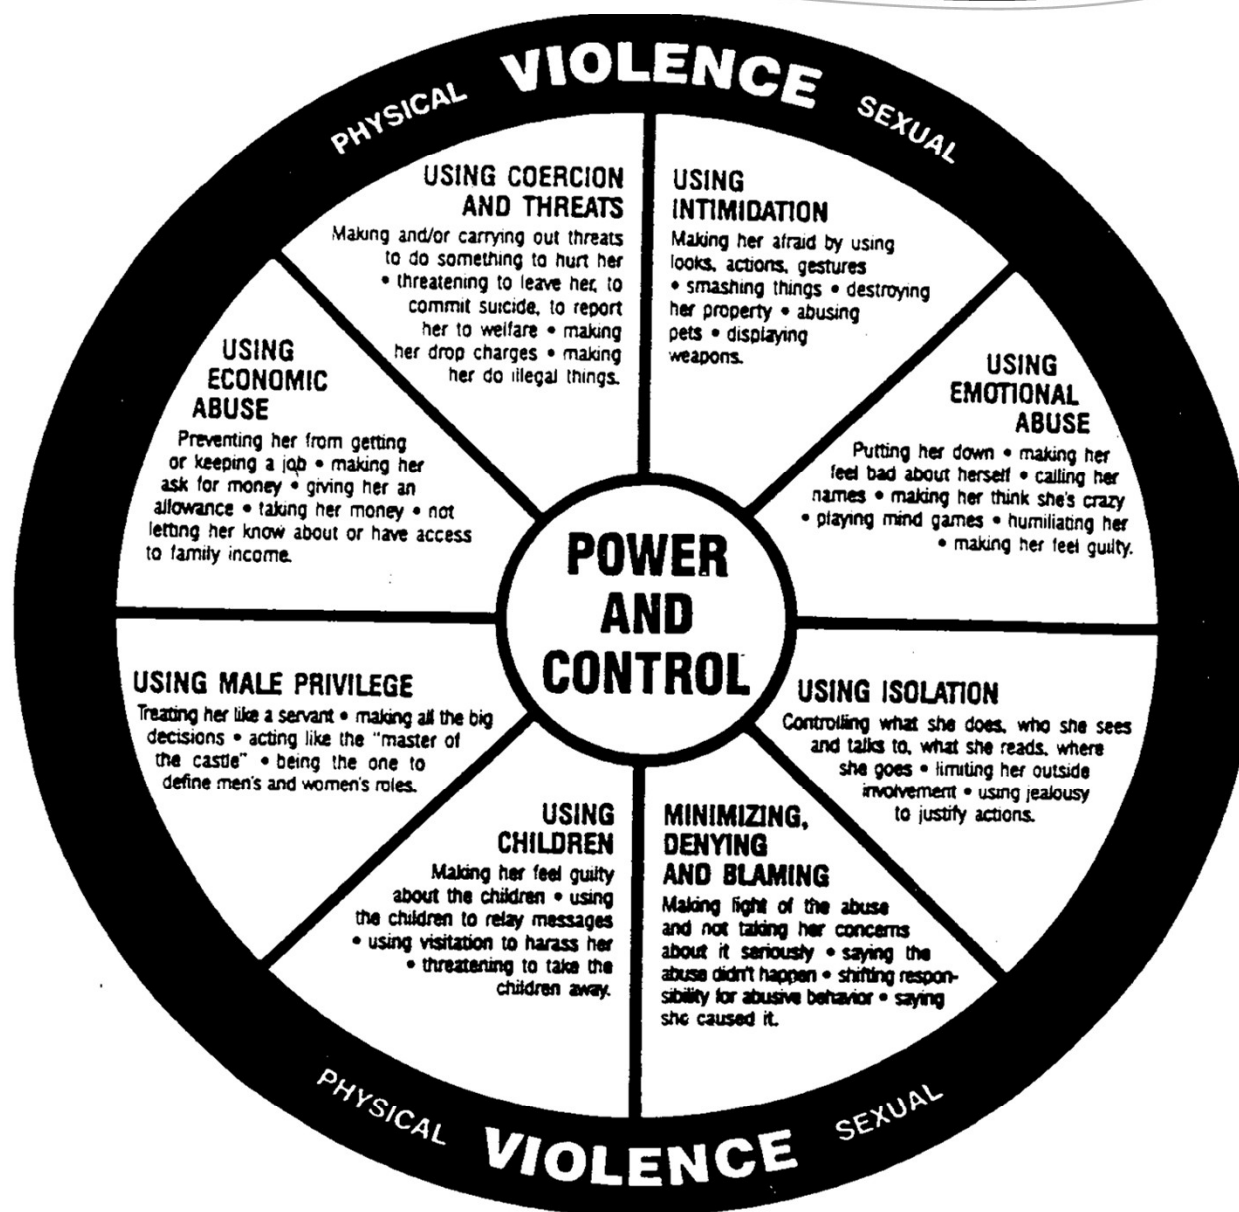 PHYSICAL VIOLENCE SEXUAL
USING COERCION
AND THREATS
Making and/or carrying out threats
to do something to hurt her
• threatening to leave her, to
commit suicide, to report
her to welfare • making
her drop charges • making
her do illegal things.
USING
INTIMIDATION
Making her afraid by using
looks, actions, gestures
• smashing things • destroying
her property • abusing
pets • displaying
weapons.
USING
EMOTIONAL
ABUSE
Putting her down • making her
feel bad about herself • calling her
names • making her think she's crazy
• playing mind games • humiliating her
• making her feel guilty.
USING ISOLATION
Controlling what she does, who she sees
and talks to, what she reads, where
she goes • limiting her outside
involvement • using jealousy
to justify actions.
MINIMIZING,
DENYING
AND BLAMING
Making light of the abuse
and not taking her concerns
about it seriously • saying the
abuse didn't happen • shifting respon-
sibility for abusive behavior • saying
she caused it.
USING
CHILDREN
Making her feel guilty
about the children • using
the children to relay messages
• using visitation to harass her
• threatening to take the
children away.
USING MALE PRIVILEGE
Treating her like a servant • making all the big
decisions • acting like the "master of
the castle" • being the one to
define men's and women's roles.
USING
ECONOMIC
ABUSE
Preventing her from getting
or keeping a job • making her
ask for money • giving her an
allowance • taking her money • not
letting her know about or have access
to family income.
POWER
AND
CONTROL
PHYSICAL VIOLENCE SEXUAL